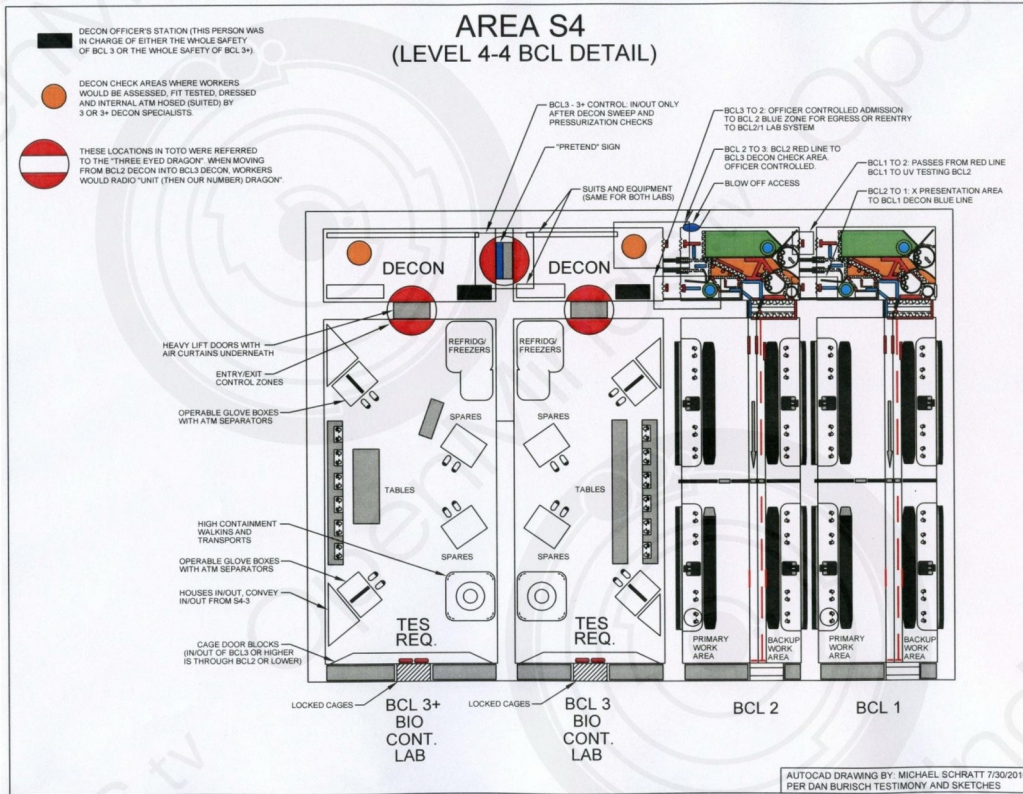 AREA S4
(LEVEL 4-4 BCL DETAIL)
DECON OFFICER'S STATION (THIS PERSON WAS
IN CHARGE OF EITHER THE WHOLE SAFETY
OF BCL 3 OR THE WHOLE SAFETY OF BCL 3+)
DECON CHECK AREAS WHERE WORKERS
WOULD BE ASSESSED, FIT TESTED, DRESSED
AND INTERNAL ATM HOSED (SUITED) BY
3 OR 3+ DECON SPECIALISTS.
THESE LOCATIONS IN TOTO WERE REFERRED
TO THE "THREE EYED DRAGON". WHEN MOVING
FROM BCL2 DECON INTO BCL3 DECON, WORKERS
WOULD RADIO "UNIT (THEN OUR NUMBER) DRAGON".
BCL3 - 3+ CONTROL: IN/OUT ONLY
AFTER DECON SWEEP AND
PRESSURIZATION CHECKS
"PRETEND" SIGN
SUITS AND EQUIPMENT
(SAME FOR BOTH LABS)
BCL3 TO 2: OFFICER CONTROLLED ADMISSION
TO BCL 2 BLUE ZONE FOR EGRESS OR REENTRY
TO BCL2/1 LAB SYSTEM
BCL 2 TO 3: BCL2 RED LINE TO
BCL3 DECON CHECK AREA.
OFFICER CONTROLLED.
BLOW OFF ACCESS
BCL1 TO 2: PASSES FROM RED LINE
BCL1 TO UV TESTING BCL2
BCL2 TO 1: X PRESENTATION AREA
TO BCL1 DECON BLUE LINE
DECON
DECON
HEAVY LIFT DOORS WITH
AIR CURTAINS UNDERNEATH
ENTRY/EXIT
CONTROL ZONES
OPERABLE GLOVE BOXES
WITH ATM SEPARATORS
REFRIDG/
FREEZERS
REFRIDG/
FREEZERS
SPARES
SPARES
TABLES
TABLES
HIGH CONTAINMENT
WALKINS AND
TRANSPORTS
SPARES
SPARES
OPERABLE GLOVE BOXES
WITH ATM SEPARATORS
HOUSES IN/OUT, CONVEY
IN/OUT FROM S4-3
TES
REQ.
TES
REQ.
CAGE DOOR BLOCKS
(IN/OUT OF BCL3 OR HIGHER
IS THROUGH BCL2 OR LOWER)
PRIMARY
WORK
AREA
BACKUP
WORK
AREA
PRIMARY
WORK
AREA
BACKUP
WORK
AREA
LOCKED CAGES
BCL 3+
BIO
CONT.
LAB
LOCKED CAGES
BCL 3
BIO
CONT.
LAB
BCL 2
BCL 1
AUTOCAD DRAWING BY: MICHAEL SCHRATT 7/30/201
PER DAN BURISCH TESTIMONY AND SKETCHES